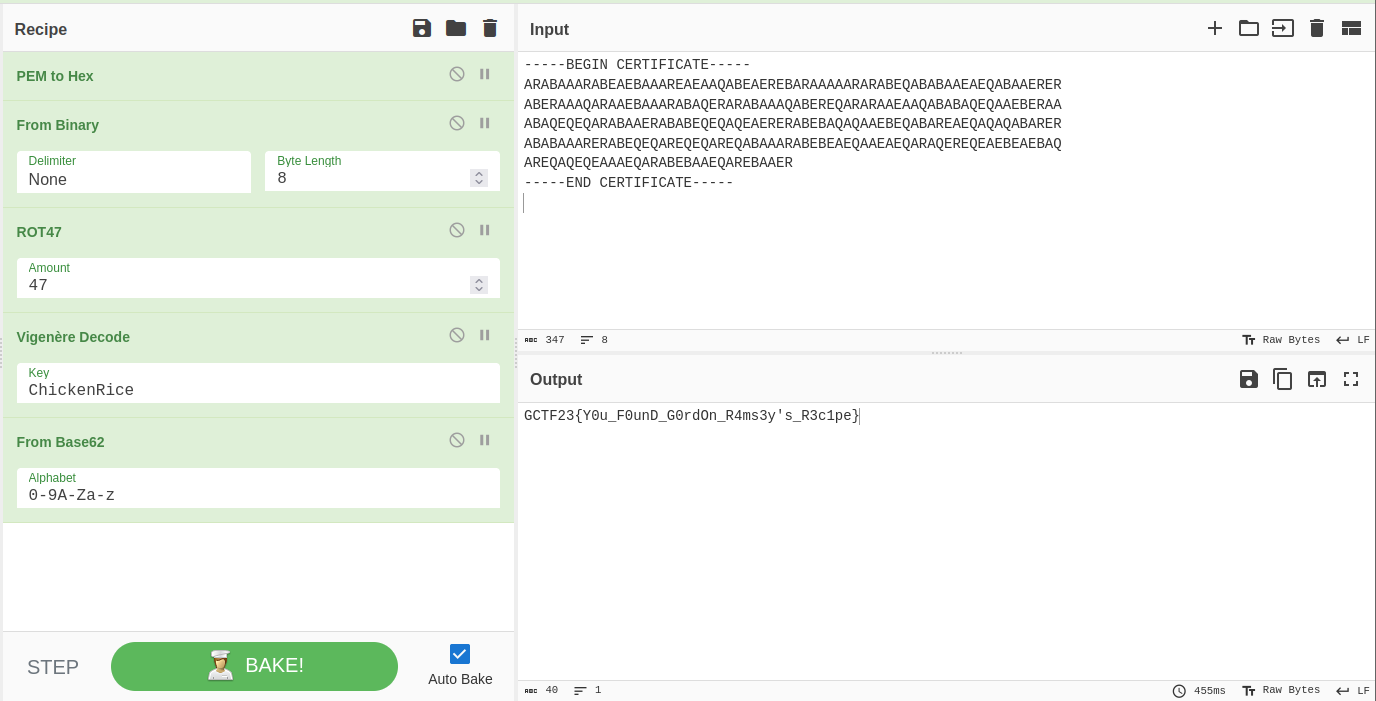 Recipe
PEM to Hex
From Binary
Delimiter
None
Byte Length
8
ROT47
Amount
47
Vigenère Decode
Key
ChickenRice
From Base62
Alphabet
0-9A-Za-z
STEP
BAKE!
Auto Bake
Input
-----BEGIN CERTIFICATE-----
ARABAAARABEAEBAAAREAEAAQABEAEREBARAAAAARARABEQABABAAEAEQABAAERER
ABERAAAQARAAEBAAARABAQERARABAAAQABEREQARARAAEAAQABABAQEQAAEBERAA
ABAQEQEQARABAAERABABEQEQAQEAERERABEBAQAQAAEBEQABAREAEQAQAQABARER
ABABAAARERABEQEQAREQEQAREQABAAARABEBEAEQAAEAEQARAQEREQEAEBEAEBAQ
AREQAQEQEAAAEQARABEBAAEQAREBAAER
-----END CERTIFICATE-----
ABC 347 8 Raw Bytes LF
Output
GCTF23{Y0u_F0unD_G0rdOn_R4ms3y's_R3c1pe}
ABC 40 1 455ms Raw Bytes LF